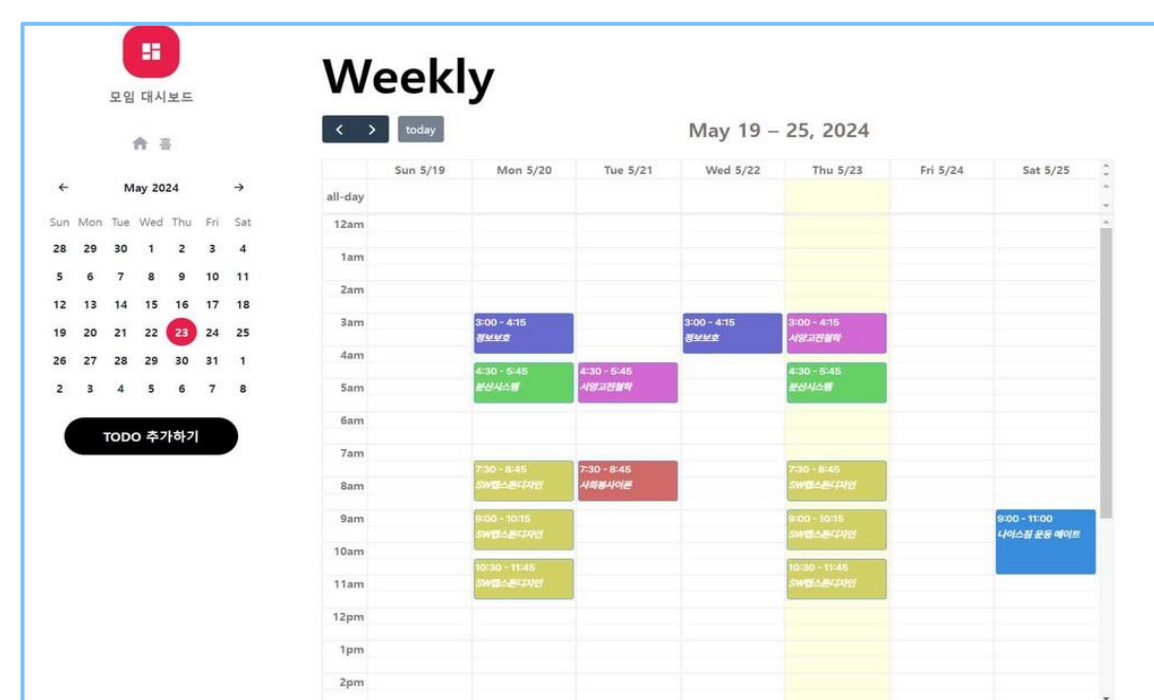 모임 대시보드
홈
May 2024
Sun Mon Tue Wed Thu Fri Sat
28 29 30 1 2 3 4
5 6 7 8 9 10 11
12 13 14 15 16 17 18
19 20 21 22 23 24 25
26 27 28 29 30 31 1
2 3 4 5 6 7 8
TODO 추가하기
Weekly
today
May 19 – 25, 2024
Sun 5/19 Mon 5/20 Tue 5/21 Wed 5/22 Thu 5/23 Fri 5/24 Sat 5/25
all-day
12am
1am
2am
3am
3:00 - 4:15 3:00 - 4:15 3:00 - 4:15
정보보호 정보보호 서양고전철학
4am
4:30 - 5:45 4:30 - 5:45 4:30 - 5:45
분산시스템 서양고전철학 분산시스템
5am
6am
7am
7:30 - 8:45 7:30 - 8:45 7:30 - 8:45
SW캡스톤디자인 사회봉사이론 SW캡스톤디자인
8am
9am
9:00 - 10:15 9:00 - 10:15 9:00 - 11:00
SW캡스톤디자인 SW캡스톤디자인 나이스짐 운동 메이트
10am
10:30 - 11:45 10:30 - 11:45
SW캡스톤디자인 SW캡스톤디자인
11am
12pm
1pm
2pm